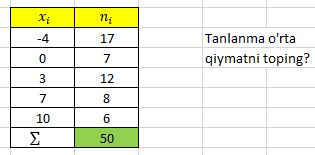 xᵢ nᵢ
-4 17 Tanlanma o'rta
0 7 qiymatni toping?
3 12
7 8
10 6
∑ 50